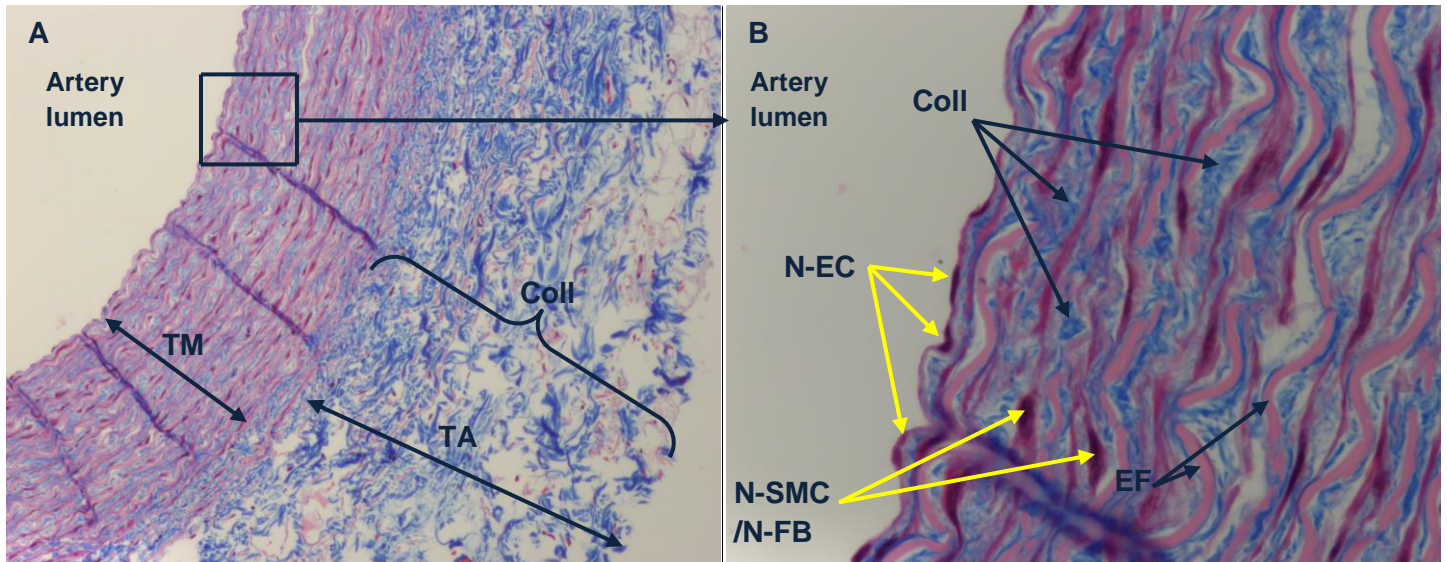 A
Artery
lumen
Coll
TM
TA
B
Artery
lumen
Coll
N-EC
N-SMC
/N-FB
EF